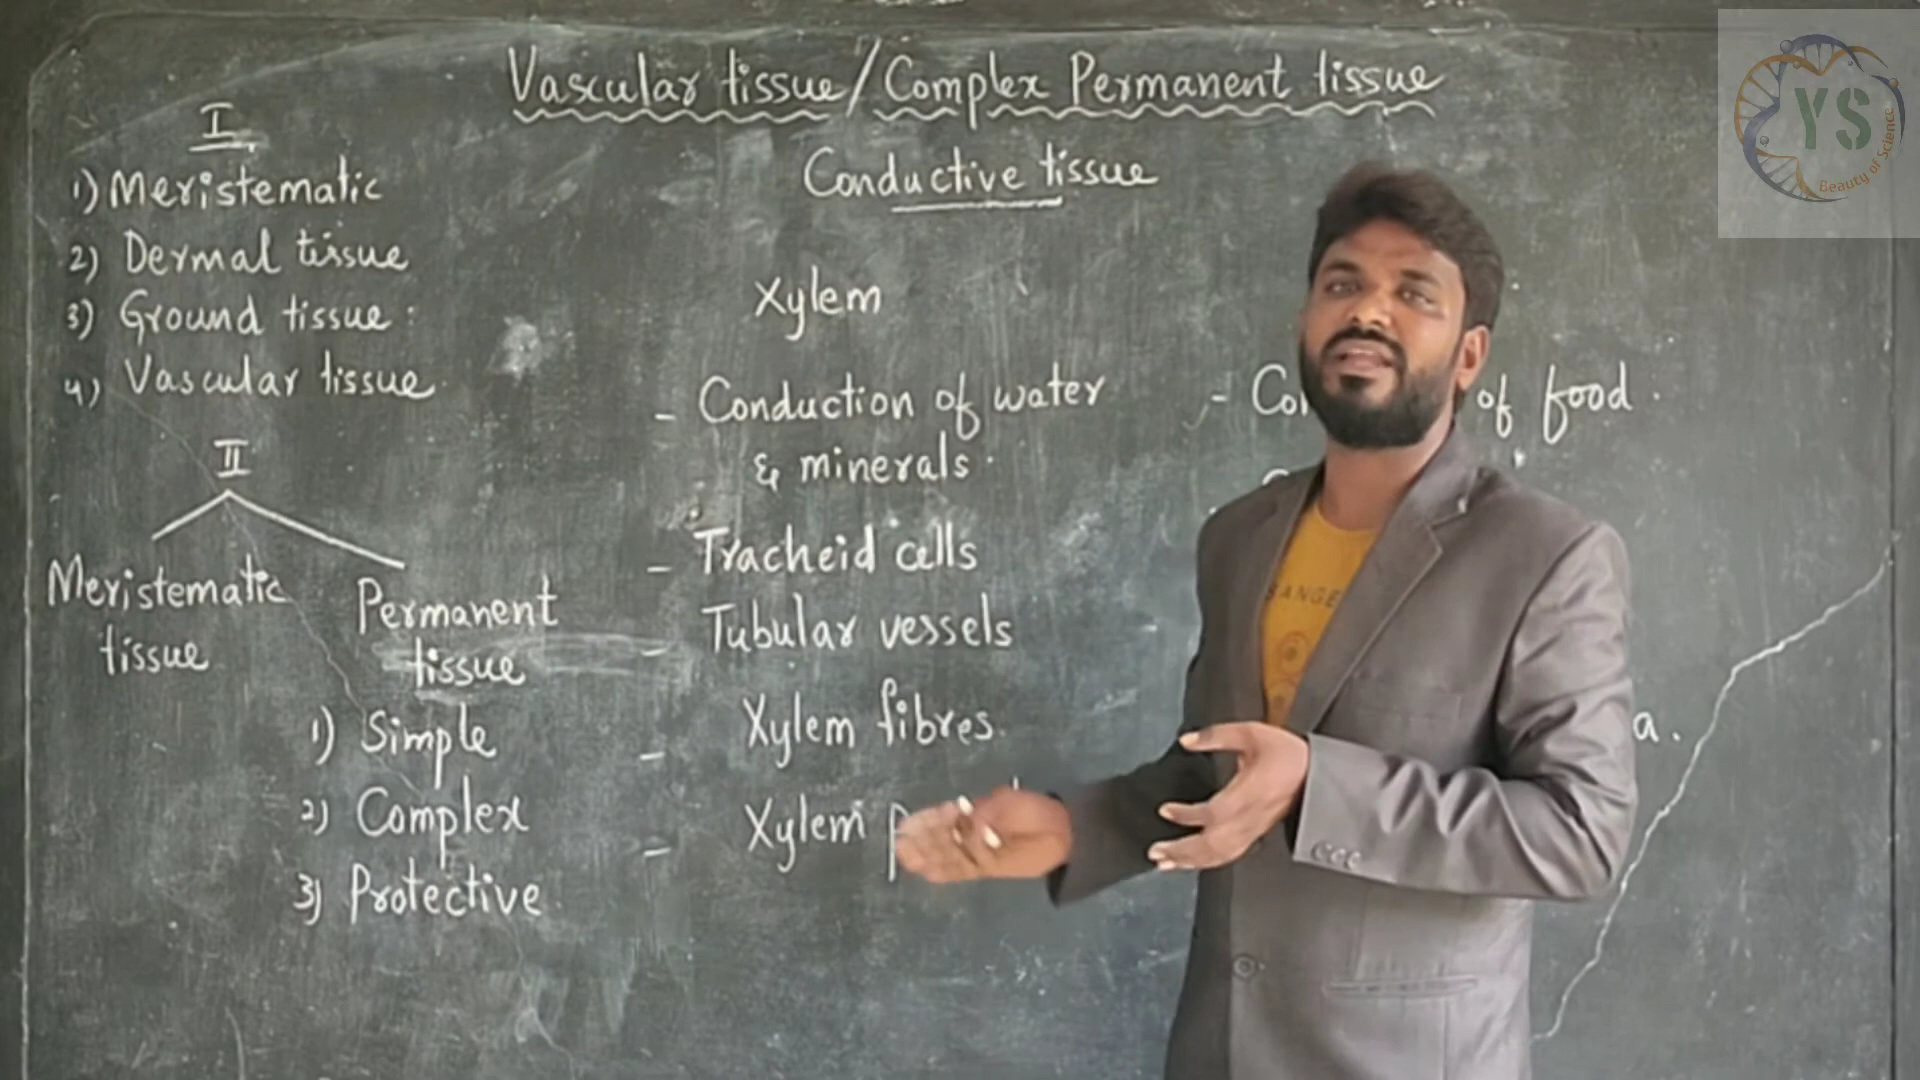 Vascular tissue/Complex Permanent tissue
Conductive tissue
I
1) Meristematic
2) Dermal tissue
3) Ground tissue:
4) Vascular tissue
II
Meristematic
tissue
Permanent
tissue
1) Simple
2) Complex
3) Protective
Xylem
- Conduction of water
& minerals.
- Tracheid cells
- Tubular vessels
- Xylem fibres.
- Xylem
- of food.
a.
YS
Beauty of Science